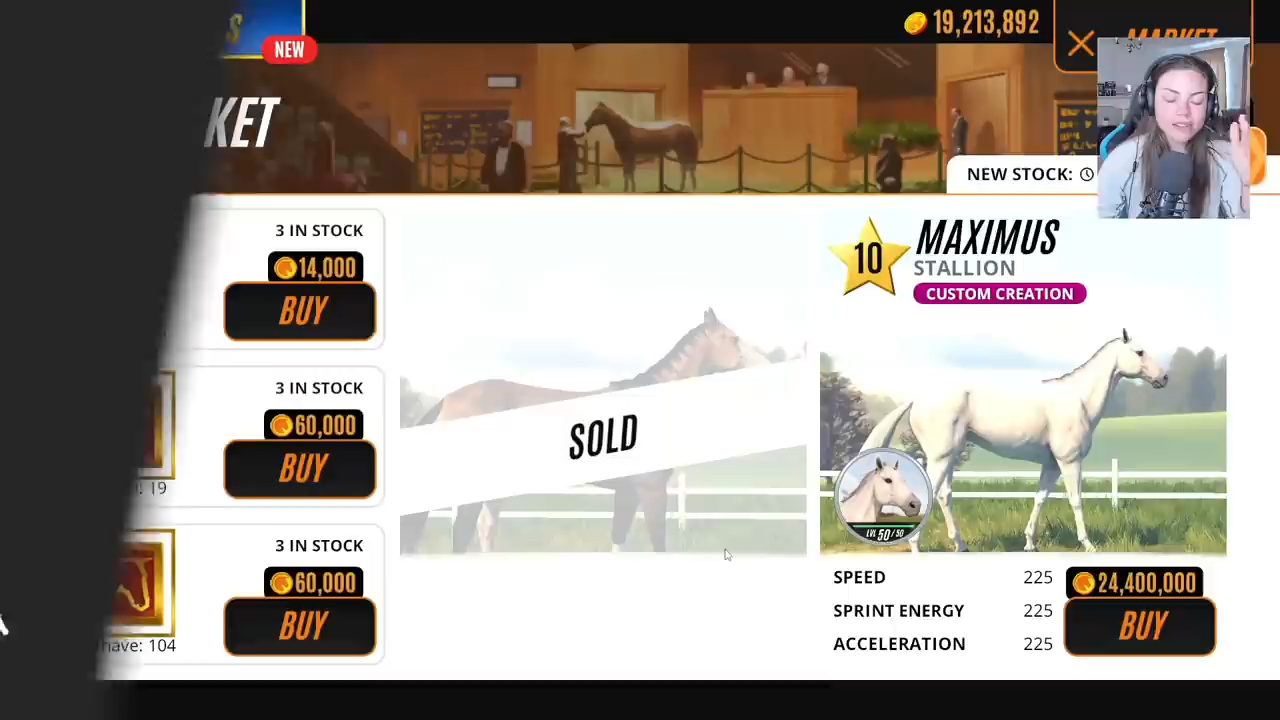 S
19,213,892
MARKET
NEW
KET
NEW STOCK:
3 IN STOCK
14,000
BUY
10
MAXIMUS
STALLION
CUSTOM CREATION
3 IN STOCK
60,000
BUY
19
SOLD
LVL 50/50
3 IN STOCK
60,000
BUY
have: 104
SPEED 225
SPRINT ENERGY 225
ACCELERATION 225
24,400,000
BUY